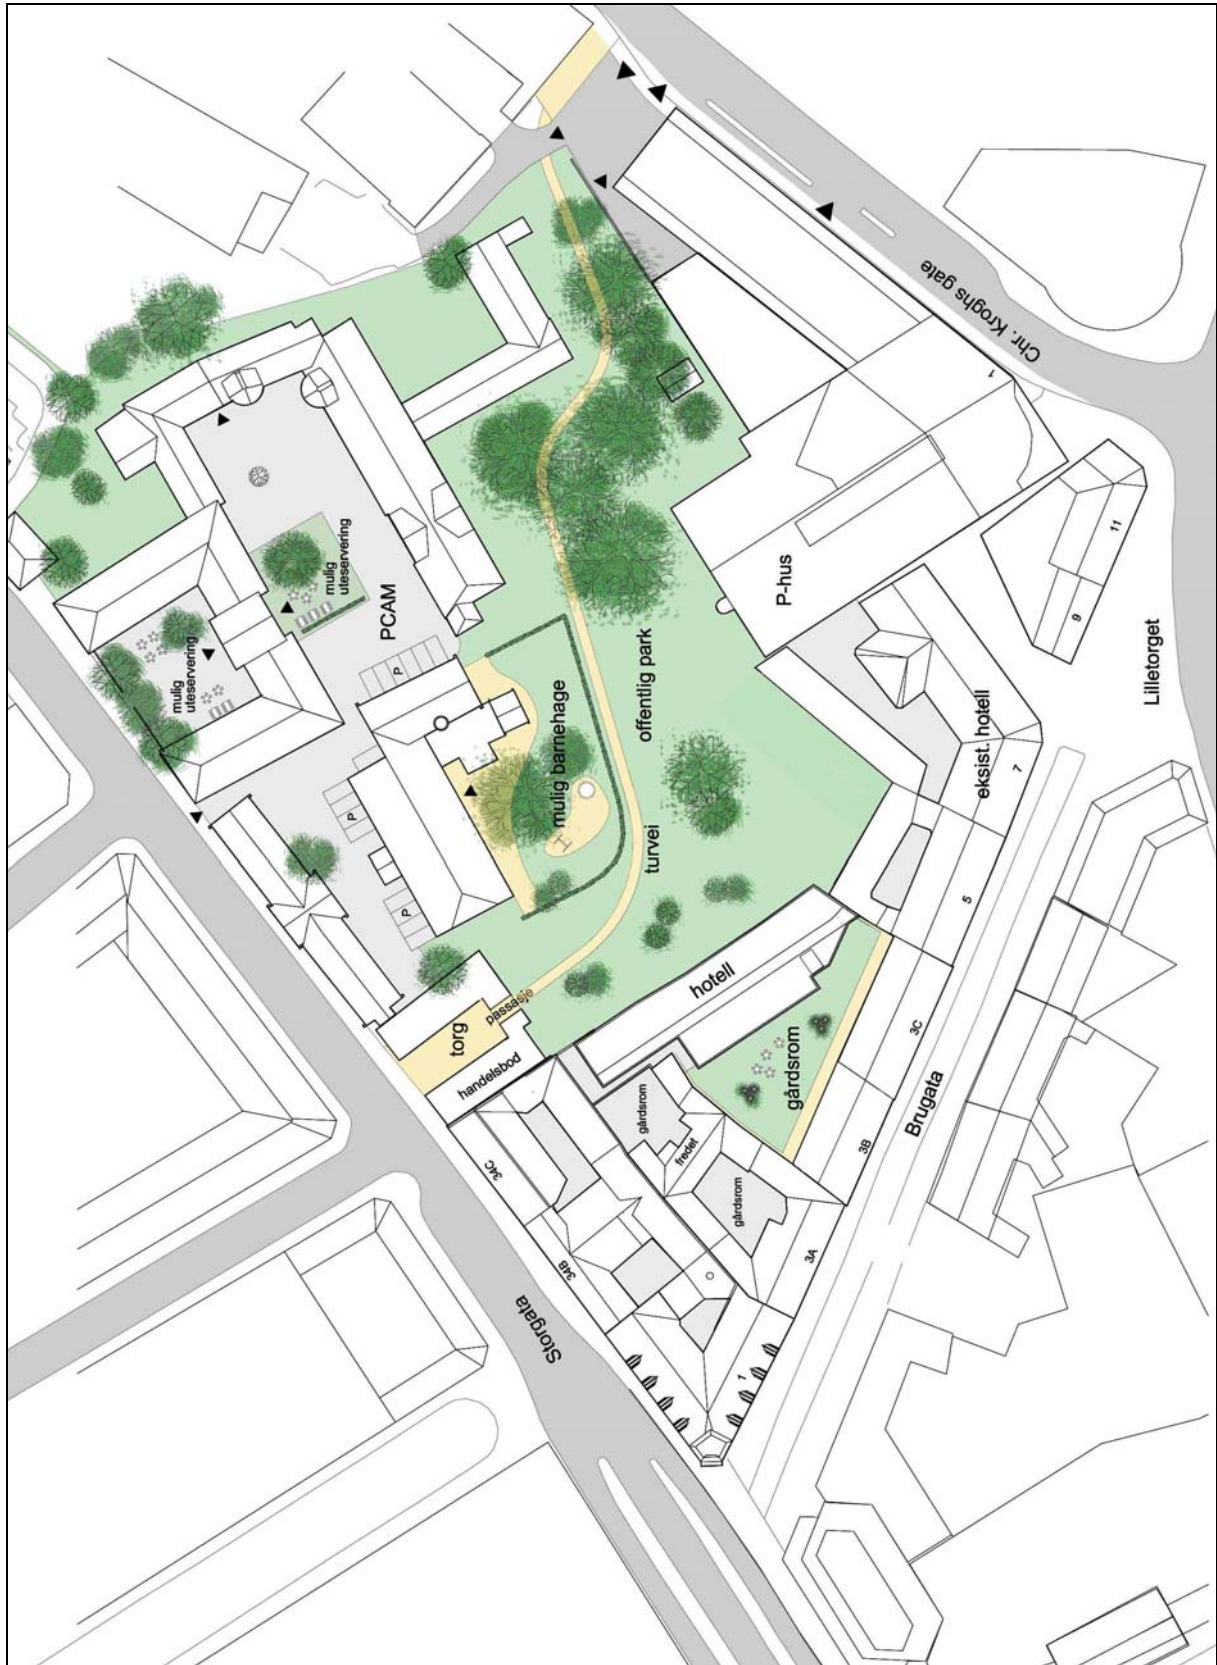 Chr. Kroghs gate
1
mulig
uteservering
mulig
uteservering
PCAM
P
P
P
mulig barnehage
offentlig park
turvei
P-hus
11
9
Lilletorget
eksist. hotell
7
5
hotell
passasje
torg
handelsbod
gårdsrom
gårdsrom
fredet
gårdsrom
3C
3B
3A
1
Brugata
34C
34B
Storgata